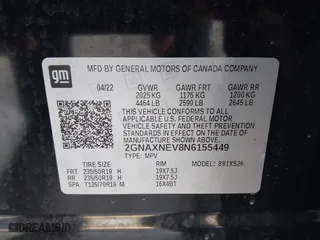 gm
MFD BY GENERAL MOTORS OF CANADA COMPANY
04/22 GVWR GAWR FRT GAWR RR
2025 KG 1175 KG 1200 KG
4464 LB 2590 LB 2645 LB
THIS VEHICLE CONFORMS TO ALL
APPLICABLE U.S. FEDERAL MOTOR
VEHICLE SAFETY AND THEFT
PREVENTION STANDARDS IN EFFECT
ON THE DATE OF MANUFACTURE
SHOWN ABOVE.
2GNAXNEV8N6155449
TYPE: MPV MODEL: 891XS26
TIRE SIZE RIM
FRT 235/50R19 H 19X7.5J
RR 235/50R19 H 19X7.5J
SPA T135/70R16 M 16X4BT
DREAMBID